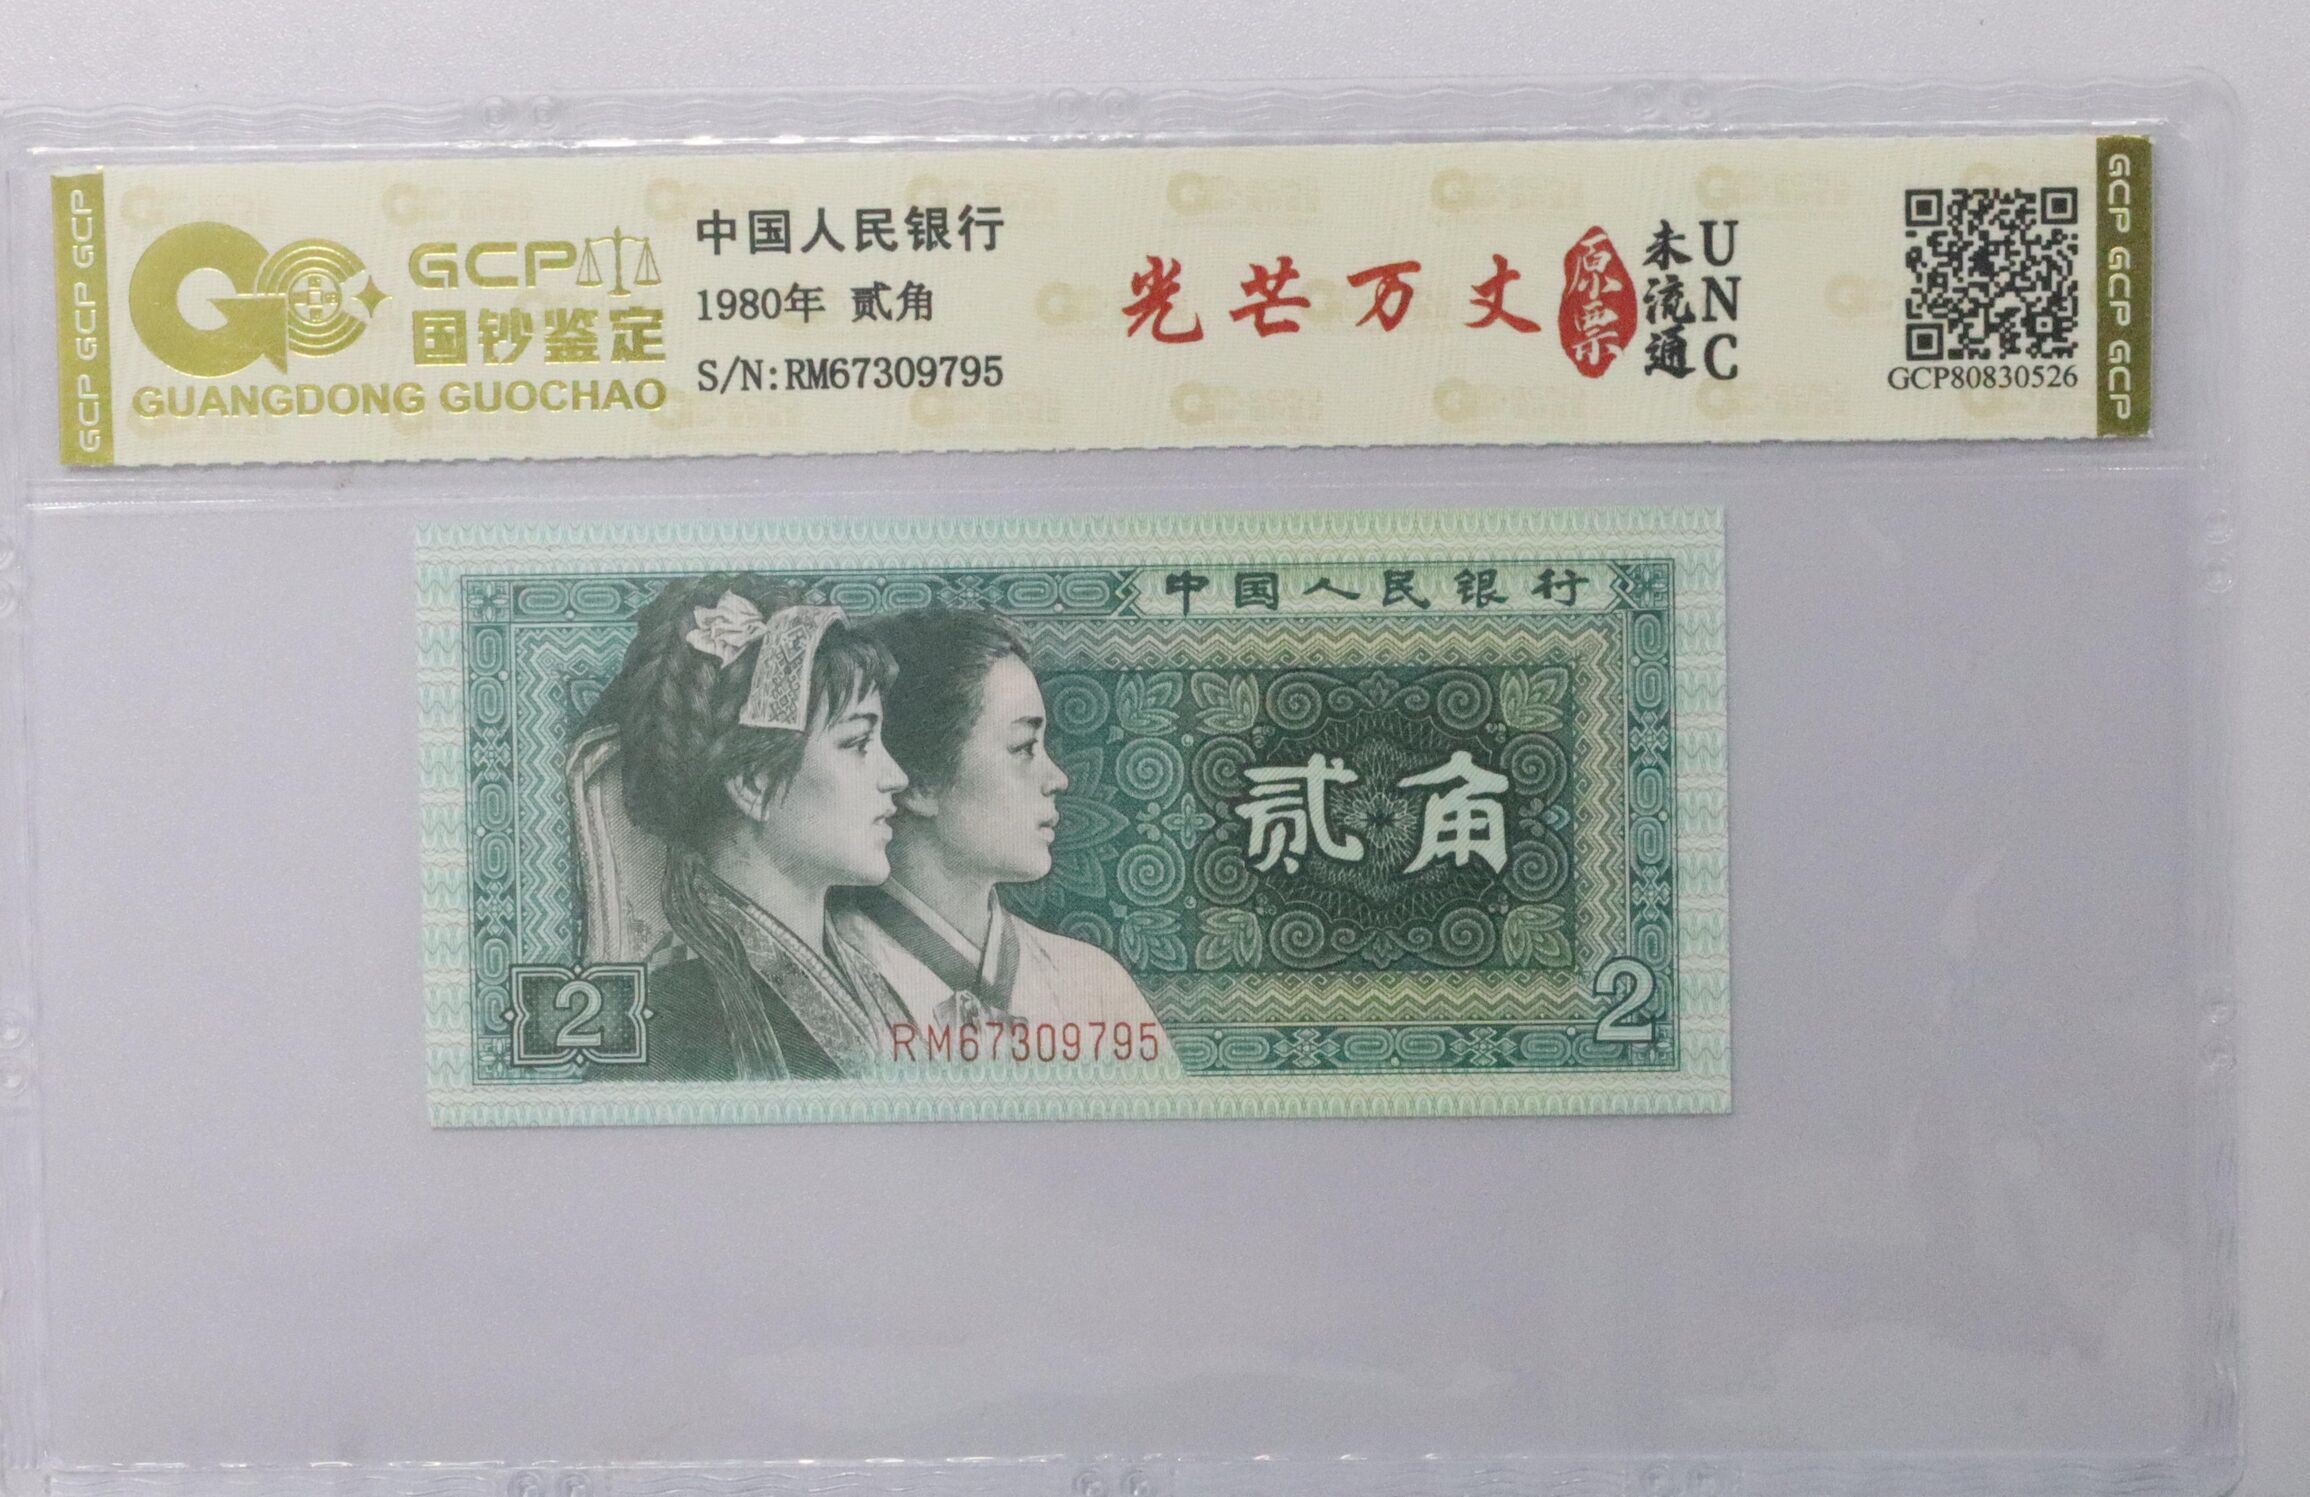 GCP GCP GCP
GCP
国钞鉴定
GUANGDONG GUOCHAO
中国人民银行
1980年 贰角
S/N:RM67309795
光芒万丈
原票
未流通
UNC
GCP80830526
GCP GCP GCP
中国人民银行
贰角
2
2
RM67309795